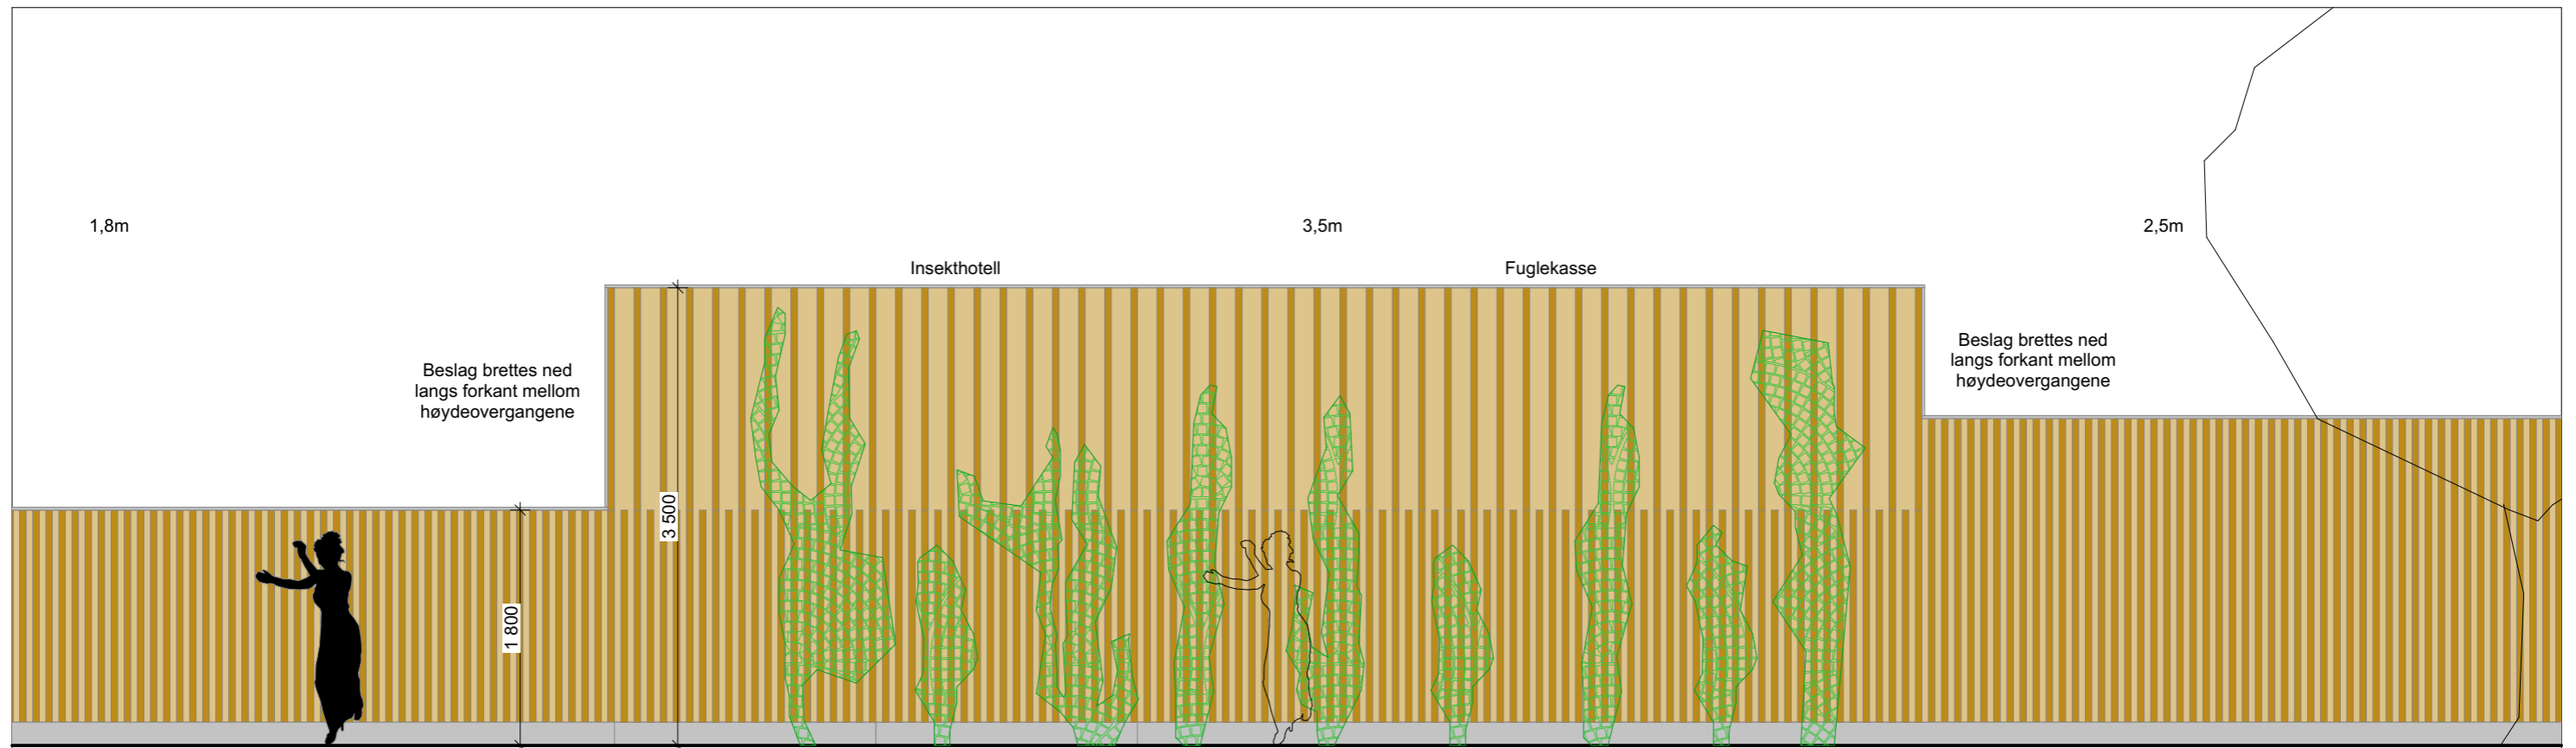 1,8m
3,5m
2,5m
Insekthotell
Fuglekasse
Beslag brettes ned
langs forkant mellom
høydeovergangene
Beslag brettes ned
langs forkant mellom
høydeovergangene
3 500
1 800